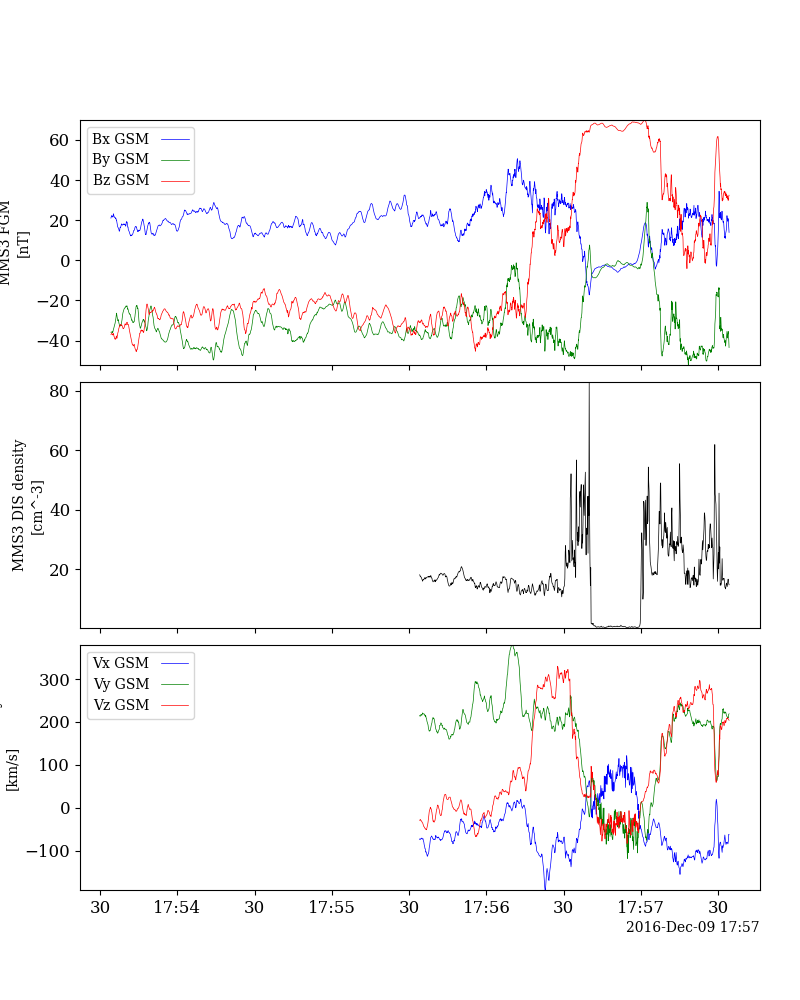 60
40
20
0
−20
−40
MMS3 FGM
[nT]
Bx GSM
By GSM
Bz GSM
80
60
40
20
MMS3 DIS density
[cm^-3]
300
200
100
0
−100
[km/s]
Vx GSM
Vy GSM
Vz GSM
30 17:54 30 17:55 30 17:56 30 17:57 30
2016-Dec-09 17:57